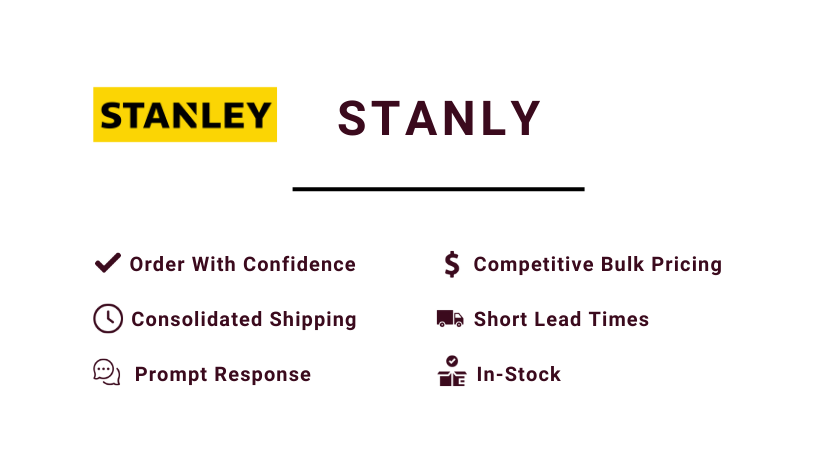 STANLEY
STANLY
Order With Confidence
Competitive Bulk Pricing
Consolidated Shipping
Short Lead Times
Prompt Response
In-Stock